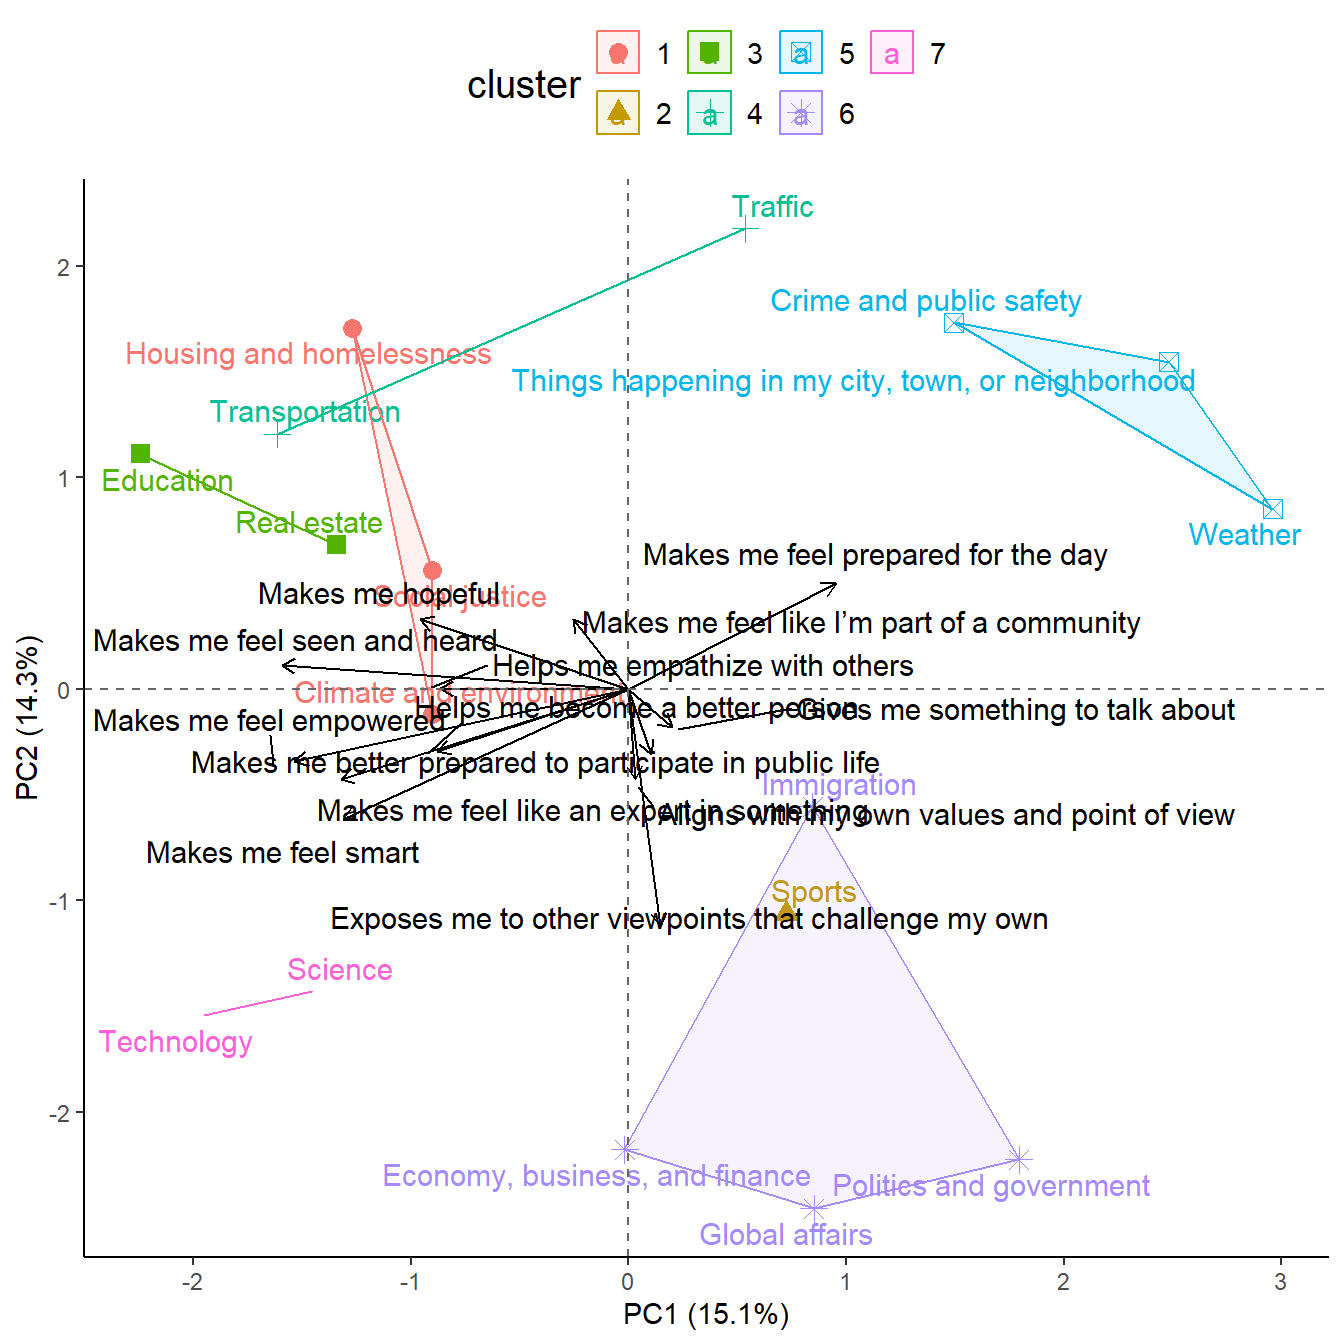 cluster
a 1 a 3 a 5 a 7
a 2 a 4 a 6
Traffic
Crime and public safety
Housing and homelessness
Things happening in my city, town, or neighborhood
Transportation
Education
Real estate
Weather
Makes me feel prepared for the day
Makes me hopeful
Social justice
Makes me feel like I’m part of a community
Makes me feel seen and heard
Helps me empathize with others
Climate and environment
Helps me become a better person
Gives me something to talk about
Makes me feel empowered
Makes me better prepared to participate in public life
Immigration
Makes me feel like an expert in something
Aligns with my own values and point of view
Makes me feel smart
Sports
Exposes me to other viewpoints that challenge my own
Science
Technology
Economy, business, and finance
Politics and government
Global affairs
2
1
0
-1
-2
PC2 (14.3%)
-2 -1 0 1 2 3
PC1 (15.1%)